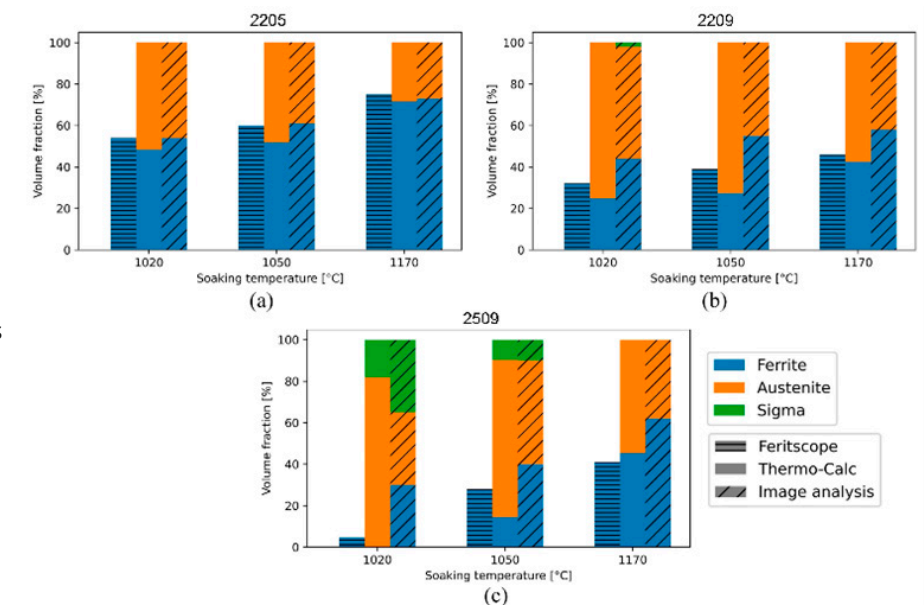 2205
100
80
60
40
20
0
Volume fraction [%]
1020
1050
1170
Soaking temperature [°C]
(a)
2209
100
80
60
40
20
0
Volume fraction [%]
1020
1050
1170
Soaking temperature [°C]
(b)
s
2509
100
80
60
40
20
0
Volume fraction [%]
1020
1050
1170
Soaking temperature [°C]
(c)
Ferrite
Austenite
Sigma
Feritscope
Thermo-Calc
Image analysis